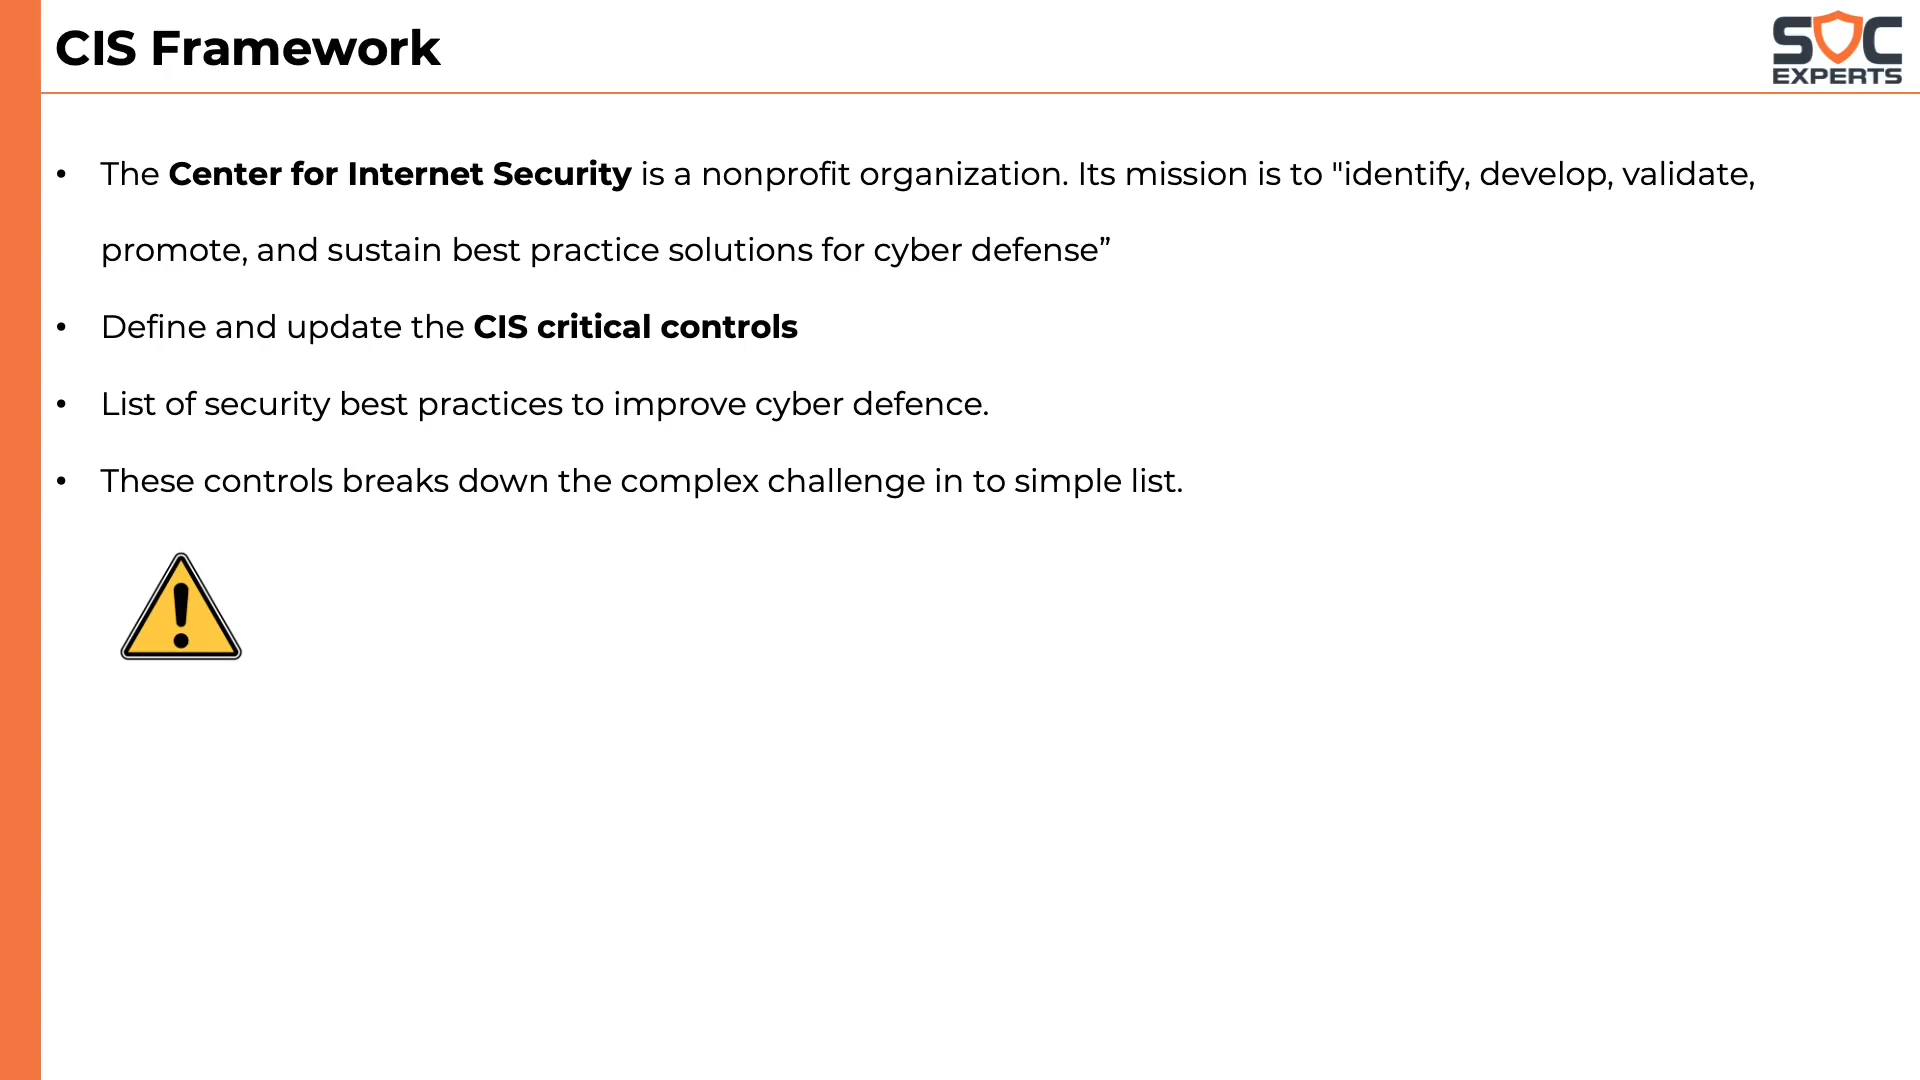 CIS Framework
SOC
EXPERTS
• The Center for Internet Security is a nonprofit organization. Its mission is to "identify, develop, validate,
promote, and sustain best practice solutions for cyber defense”
• Define and update the CIS critical controls
• List of security best practices to improve cyber defence.
• These controls breaks down the complex challenge in to simple list.